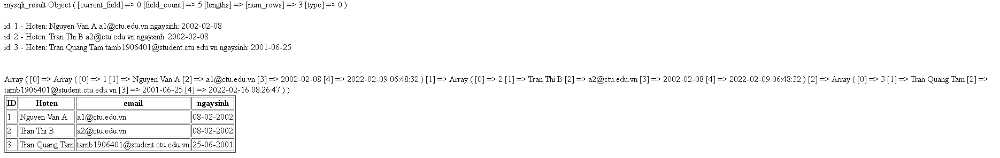 mysqli_result Object ( [current_field] => 0 [field_count] => 5 [lengths] => [num_rows] => 3 [type] => 0 )
id: 1 - Hoten: Nguyen Van A a1@ctu.edu.vn ngaysinh: 2002-02-08
id: 2 - Hoten: Tran Thi B a2@ctu.edu.vn ngaysinh: 2002-02-08
id: 3 - Hoten: Tran Quang Tam tamb1906401@student.ctu.edu.vn ngaysinh: 2001-06-25
Array ( [0] => Array ( [0] => 1 [1] => Nguyen Van A [2] => a1@ctu.edu.vn [3] => 2002-02-08 [4] => 2022-02-09 06:48:32 ) [1] => Array ( [0] => 2 [1] => Tran Thi B [2] => a2@ctu.edu.vn [3] => 2002-02-08 [4] => 2022-02-09 06:48:32 ) [2] => Array ( [0] => 3 [1] => Tran Quang Tam [2] =>
tamb1906401@student.ctu.edu.vn [3] => 2001-06-25 [4] => 2022-02-16 08:26:47 ) )
ID Hoten email ngaysinh
1 Nguyen Van A a1@ctu.edu.vn 08-02-2002
2 Tran Thi B a2@ctu.edu.vn 08-02-2002
3 Tran Quang Tam tamb1906401@student.ctu.edu.vn 25-06-2001